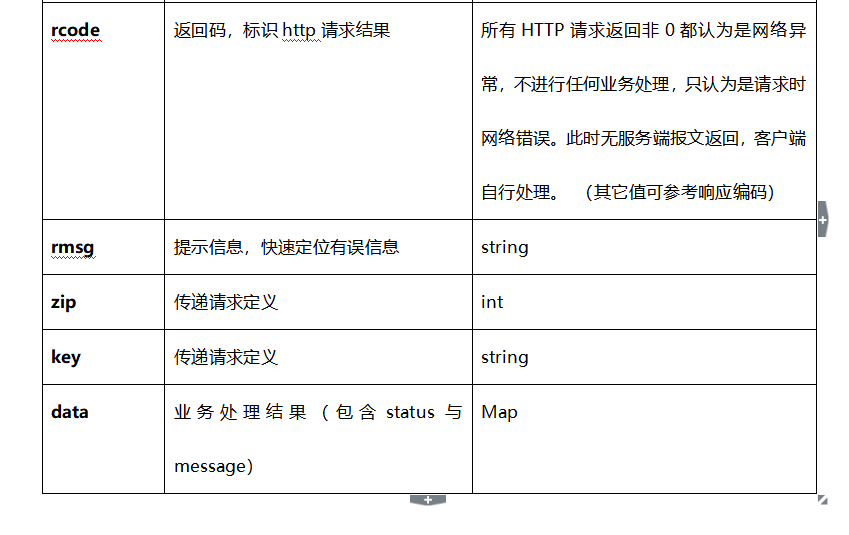 rcode 返回码，标识 http 请求结果 所有 HTTP 请求返回非 0 都认为是网络异
常，不进行任何业务处理，只认为是请求时
网络错误。此时无服务端报文返回，客户端
自行处理。 （其它值可参考响应编码）
rmsg 提示信息，快速定位有误信息 string
zip 传递请求定义 int
key 传递请求定义 string
data 业务处理结果（包含 status 与 Map
message）